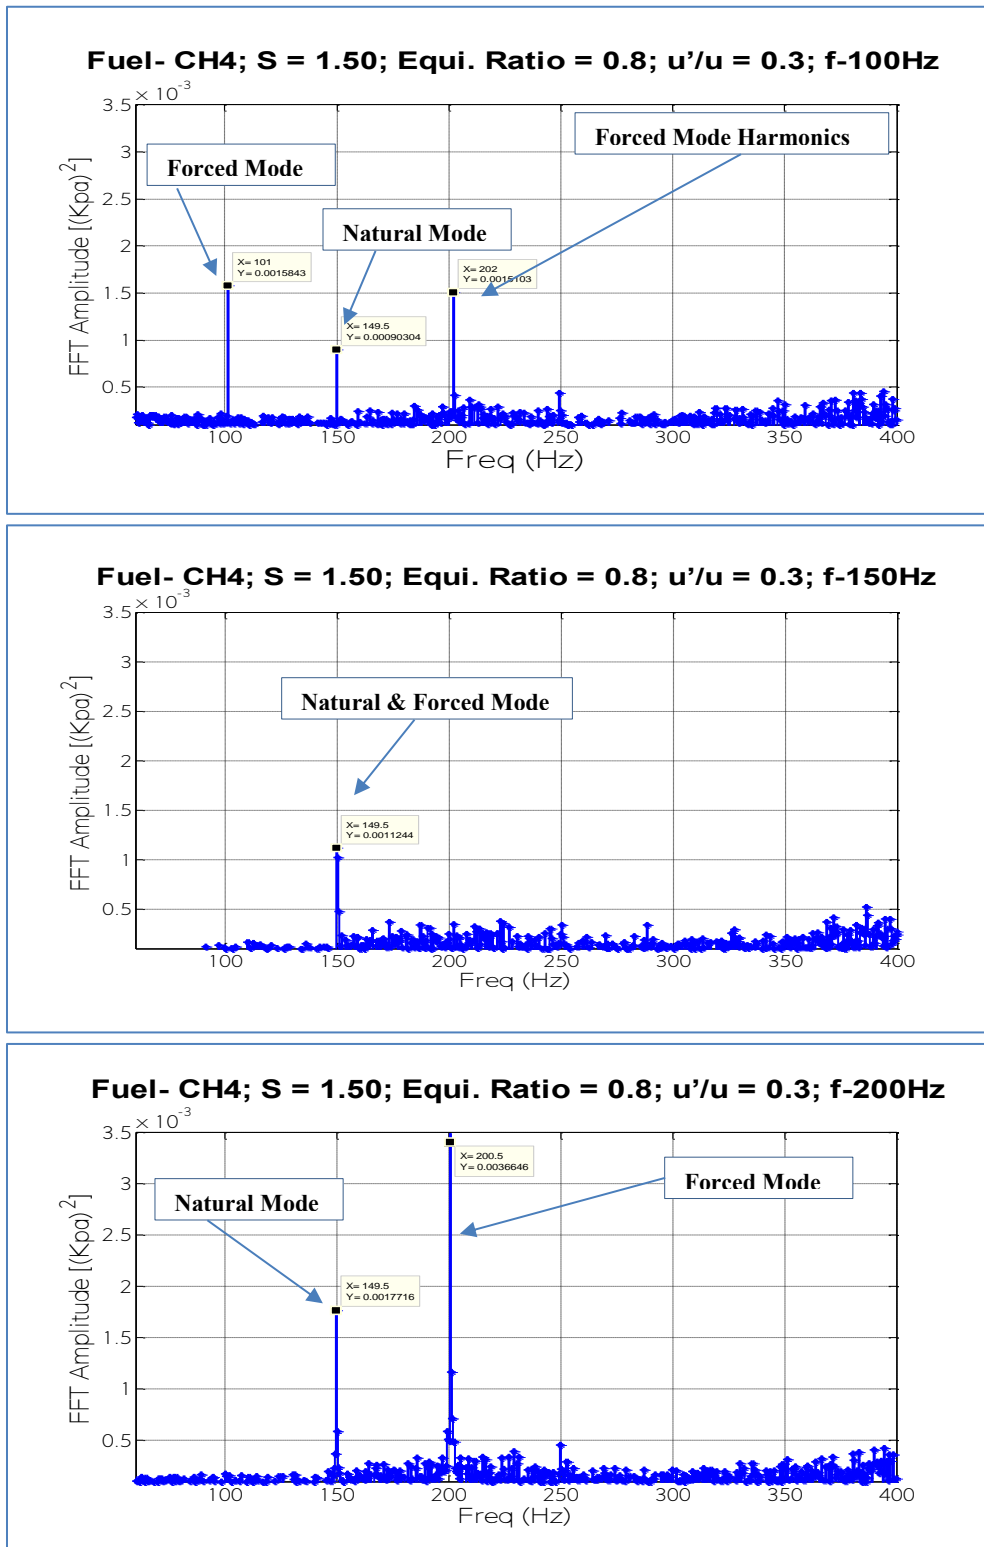 Fuel- CH4; S = 1.50; Equi. Ratio = 0.8; u'/u = 0.3; f-100Hz
3.5 × 10-3
Forced Mode Harmonics
Forced Mode
Natural Mode
3
2.5
2
1.5
1
0.5
X= 101
Y= 0.0015843
X= 149.5
Y= 0.00090304
X= 202
Y= 0.0015103
FFT Amplitude [(Kpa)2]
100 150 200 250 300 350 400
Freq (Hz)
Fuel- CH4; S = 1.50; Equi. Ratio = 0.8; u'/u = 0.3; f-150Hz
3.5 × 10-3
3
2.5
2
1.5
1
0.5
Natural & Forced Mode
X= 149.5
Y= 0.0011244
FFT Amplitude [(Kpa)2]
100 150 200 250 300 350 400
Freq (Hz)
Fuel- CH4; S = 1.50; Equi. Ratio = 0.8; u'/u = 0.3; f-200Hz
3.5 × 10-3
3
2.5
2
1.5
1
0.5
X= 200.5
Y= 0.0036646
Forced Mode
Natural Mode
X= 149.5
Y= 0.0017716
FFT Amplitude [(Kpa)2]
100 150 200 250 300 350 400
Freq (Hz)